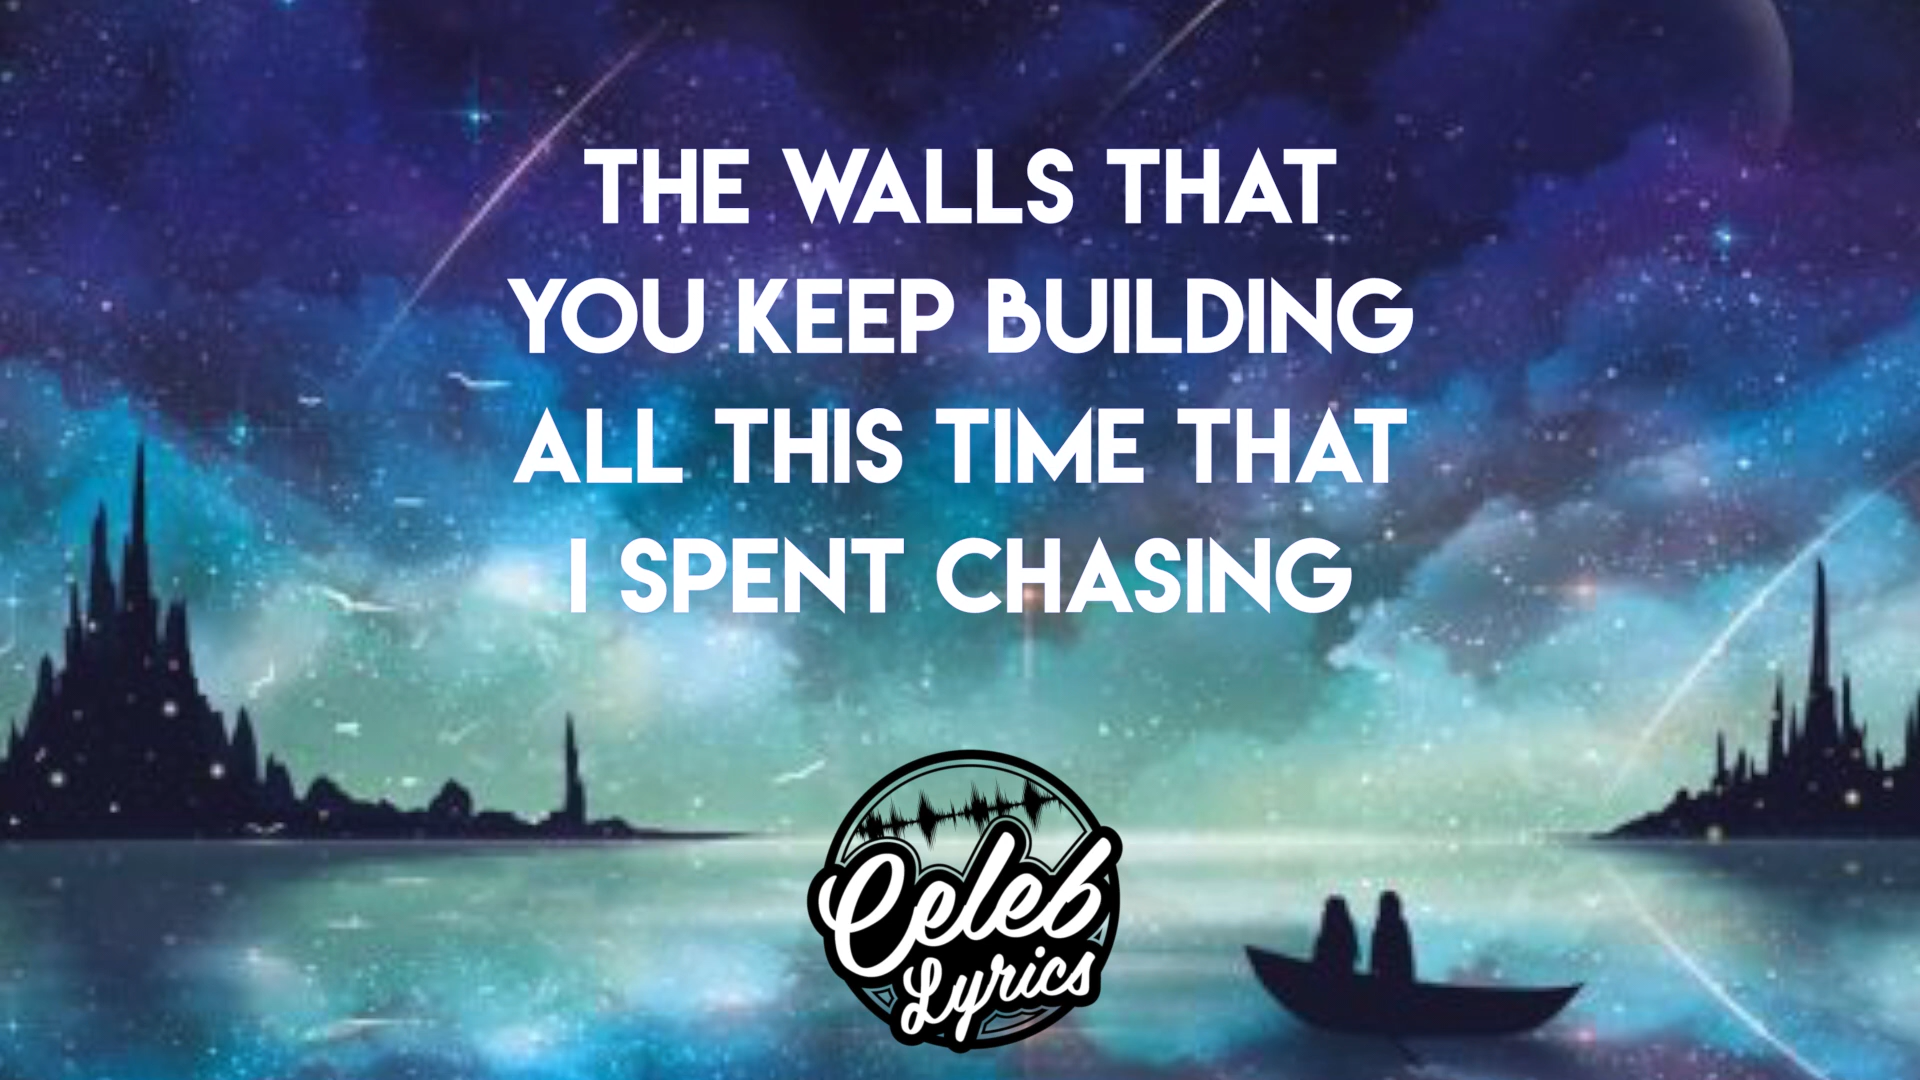 THE WALLS THAT
YOU KEEP BUILDING
ALL THIS TIME THAT
I SPENT CHASING
Celeb
Lyrics